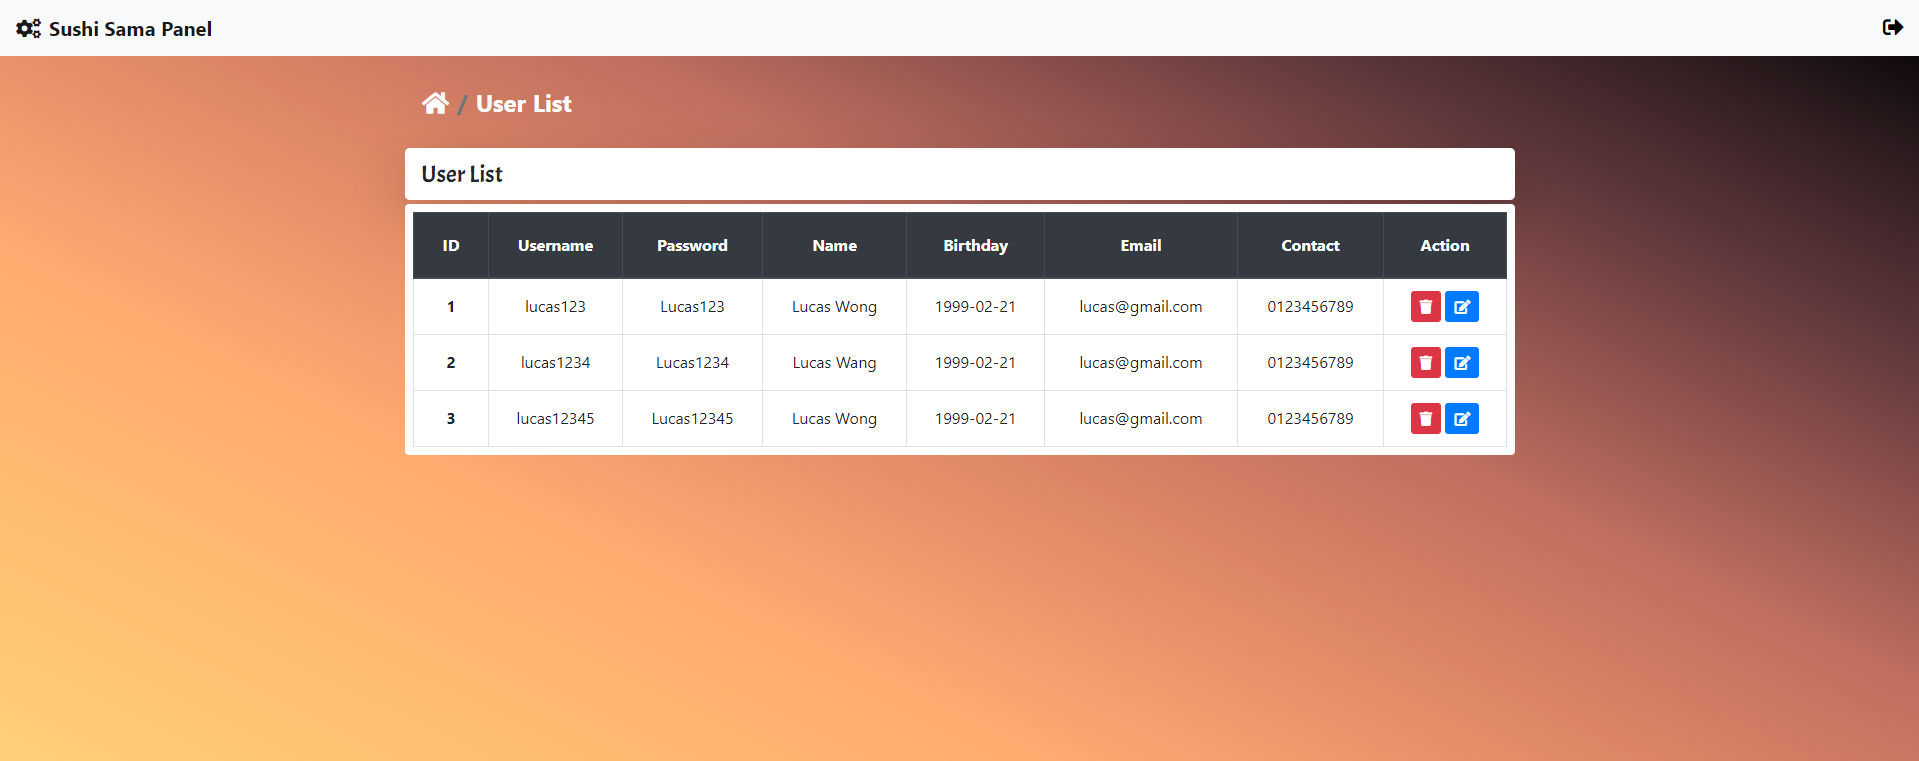 Sushi Sama Panel
/ User List
User List
ID Username Password Name Birthday Email Contact Action
1 lucas123 Lucas123 Lucas Wong 1999-02-21 lucas@gmail.com 0123456789
2 lucas1234 Lucas1234 Lucas Wang 1999-02-21 lucas@gmail.com 0123456789
3 lucas12345 Lucas12345 Lucas Wong 1999-02-21 lucas@gmail.com 0123456789